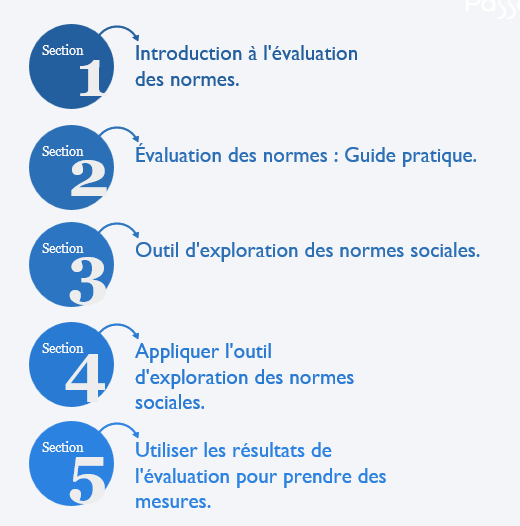 Section
1
Introduction à l'évaluation
des normes.
Section
2
Évaluation des normes : Guide pratique.
Section
3
Outil d'exploration des normes sociales.
Section
4
Appliquer l'outil
d'exploration des normes
sociales.
Section
5
Utiliser les résultats de
l'évaluation pour prendre des
mesures.